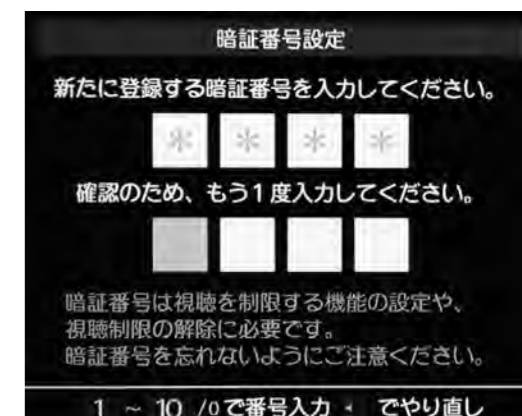 暗証番号設定
新たに登録する暗証番号を入力してください。
＊ ＊ ＊ ＊
確認のため、もう1度入力してください。
暗証番号は視聴を制限する機能の設定や、
視聴制限の解除に必要です。
暗証番号を忘れないようにご注意ください。
1 ～ 10 /0 で番号入力 ◂ でやり直し